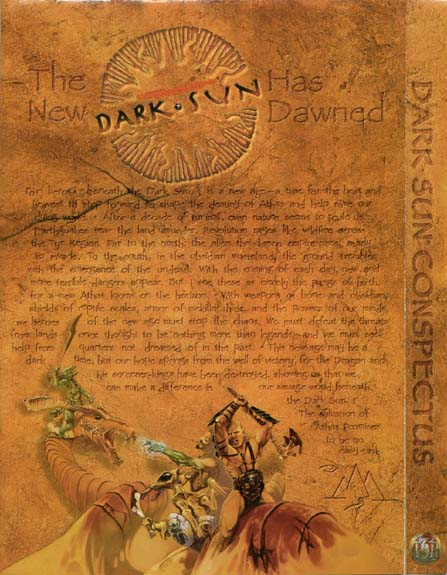 The New
DARK·SUN
Has Dawned
For heroes beneath the Dark Sun, it is a new age—a time for the best and
bravest to step forward to shape the destiny of Athas and help save our
dying world. After a decade of turmoil, even nature seems to rouse us.
Earthquakes tear the land asunder. Revolution rages like wildfire across
the Tyr Region. Far to the north, the alien thri-kreen empire rises, ready
to invade. To the south, in the obsidian wasteland, the ground trembles
with the emergence of the undead. With the coming of each day, new and
more terrible dangers appear. But I see these as merely the pangs of birth,
for a new Athas looms on the horizon. With weapons of bone and obsidian,
shields of reptile scales, armor of mekillot hide, and the powers of our minds,
we heroes of the new age must stop the chaos. We must defeat the threats
from lands once thought to be nothing more than legend—and we must seek
help from quarters not dreamed of in the past. This new age may be a
dark time, but our hope springs from the well of victory, for the Dragon and
his sorcerer-kings have been destroyed, showing us that we
can make a difference in our savage world beneath
the Dark Sun.
The salvation of
Athas promises
to be no
easy task.
DARK SUN CONSPECTUS
TSR